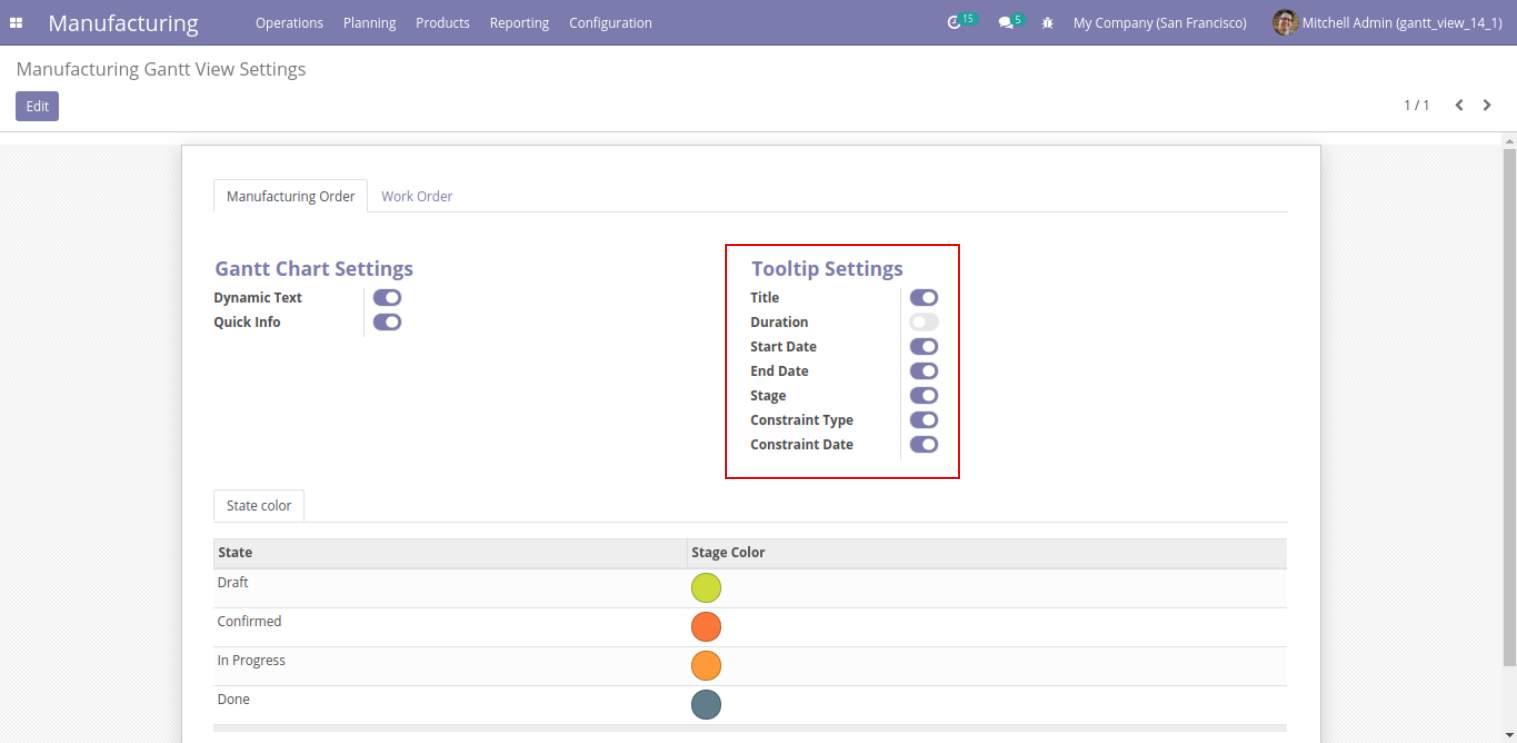 Manufacturing Operations Planning Products Reporting Configuration 15 5 My Company (San Francisco) Mitchell Admin (gantt_view_14_1)
Manufacturing Gantt View Settings
Edit 1 / 1
Manufacturing Order Work Order
Gantt Chart Settings
Dynamic Text
Quick Info
Tooltip Settings
Title
Duration
Start Date
End Date
Stage
Constraint Type
Constraint Date
State color
State Stage Color
Draft
Confirmed
In Progress
Done